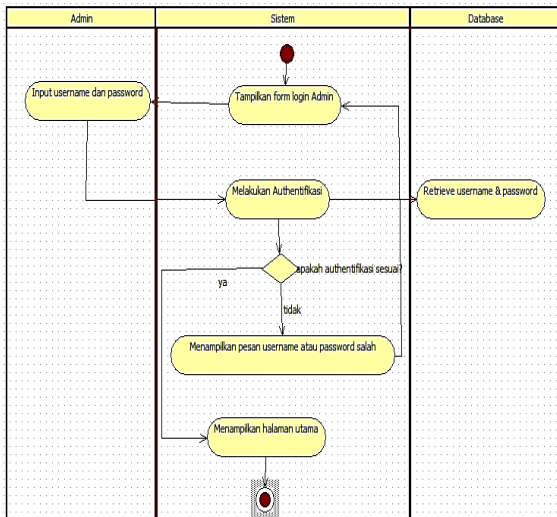 Admin
Sistem
Database
Tampilkan form login Admin
Input username dan password
Melakukan Authentifikasi
Retrieve username & password
apakah authentifikasi sesuai?
ya
tidak
Menampilkan pesan username atau password salah
Menampilkan halaman utama